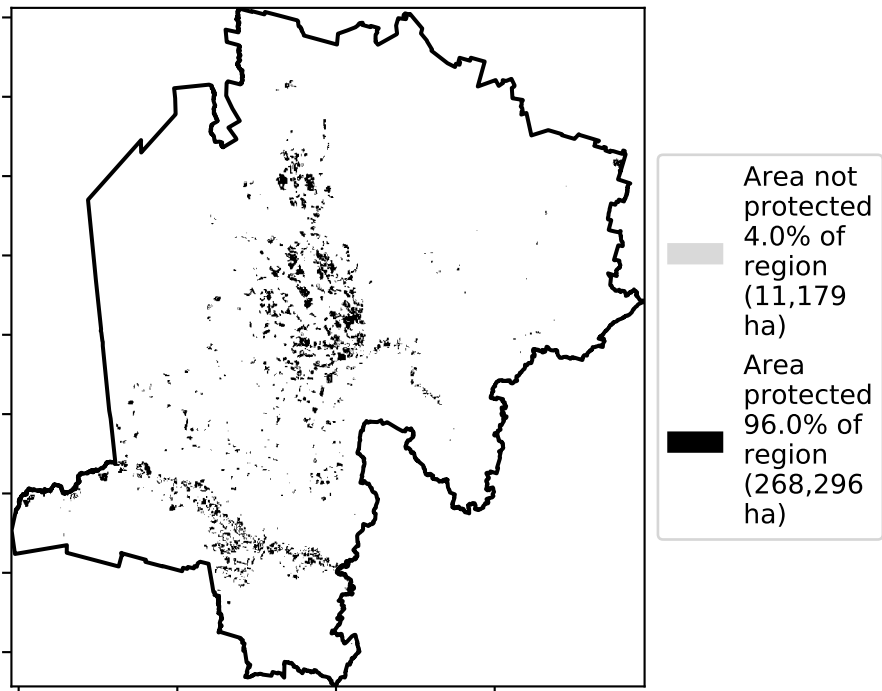 Area not
protected
4.0% of
region
(11,179
ha)
Area
protected
96.0% of
region
(268,296
ha)